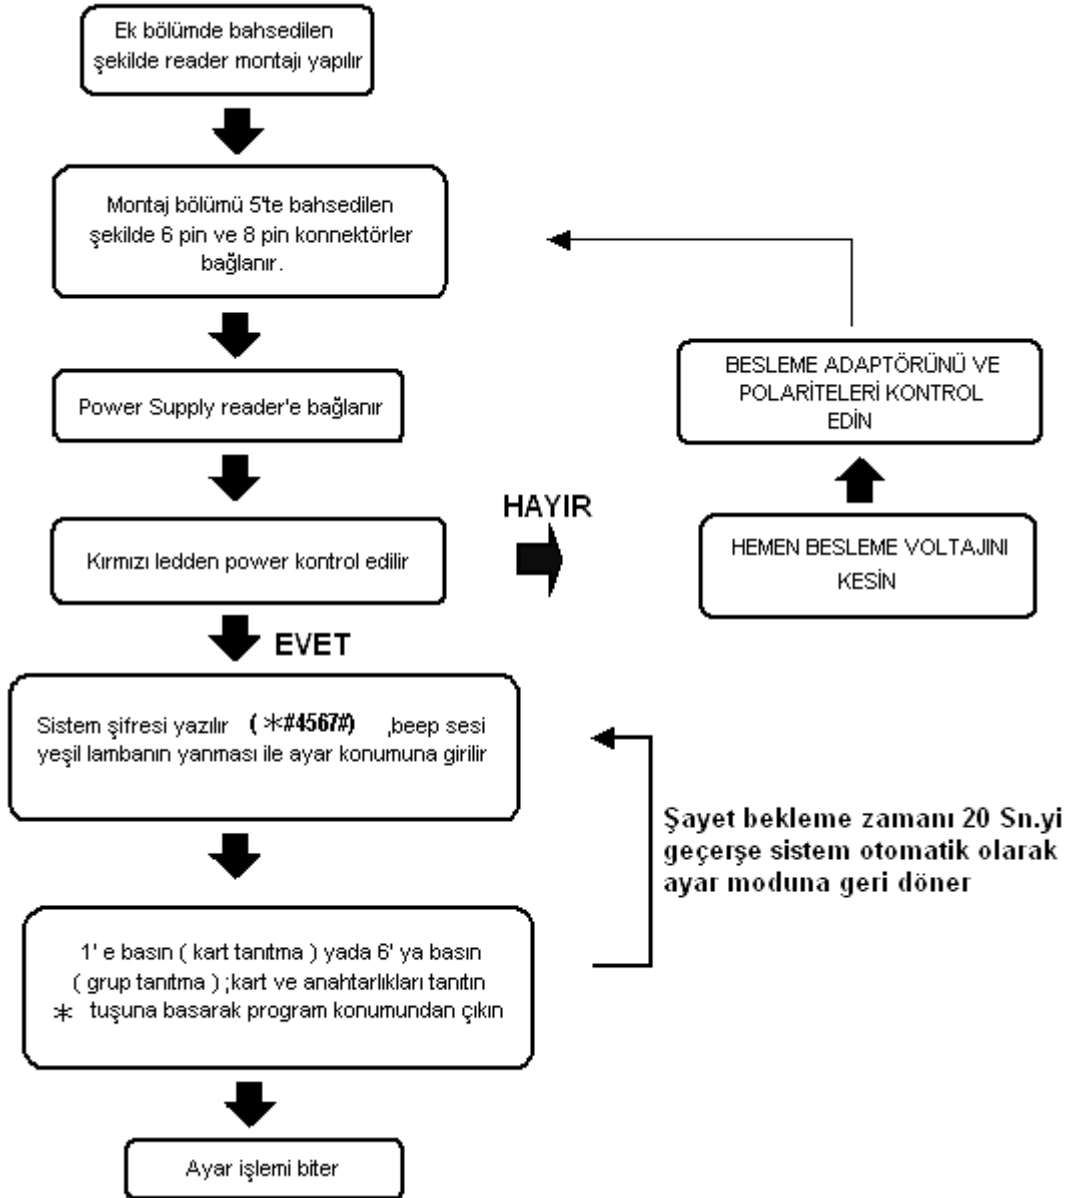 Ek bölümde bahsedilen
şekilde reader montajı yapılır
Montaj bölümü 5'te bahsedilen
şekilde 6 pin ve 8 pin konnektörler
bağlanır.
Power Supply reader'e bağlanır
Kırmızı ledden power kontrol edilir
HAYIR
HEMEN BESLEME VOLTAJINI
KESİN
BESLEME ADAPTÖRÜNÜ VE
POLARİTELERİ KONTROL
EDİN
EVET
Sistem şifresi yazılır (*#4567#) ,beep sesi
yeşil lambanın yanması ile ayar konumuna girilir
Şayet bekleme zamanı 20 Sn.yi
geçerse sistem otomatik olarak
ayar moduna geri döner
1' e basın ( kart tanıtma ) yada 6' ya basın
( grup tanıtma ) ;kart ve anahtarlıkları tanıtın
* tuşuna basarak program konumundan çıkın
Ayar işlemi biter